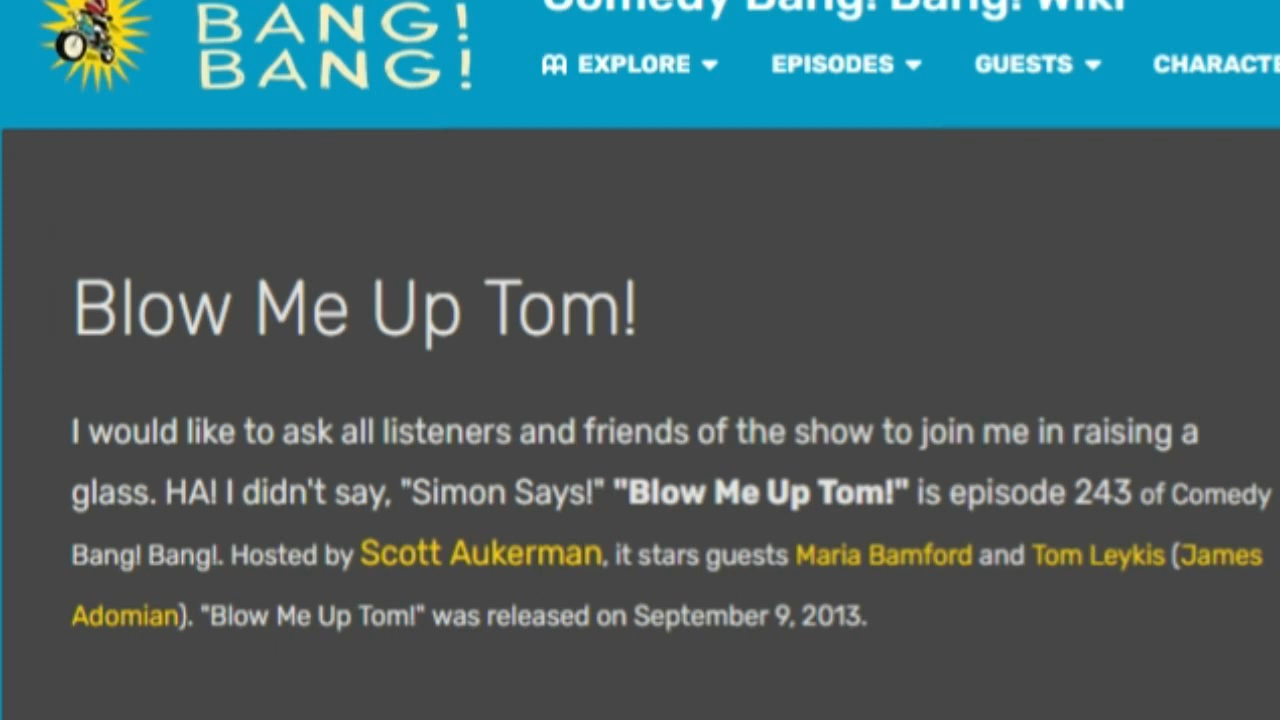 BANG!
BANG!
Comedy Bang! Bang! Wiki
EXPLORE EPISODES GUESTS CHARACTE
Blow Me Up Tom!
I would like to ask all listeners and friends of the show to join me in raising a
glass. HA! I didn't say, "Simon Says!" "Blow Me Up Tom!" is episode 243 of Comedy
Bang! Bang!. Hosted by Scott Aukerman, it stars guests Maria Bamford and Tom Leykis (James
Adomian). "Blow Me Up Tom!" was released on September 9, 2013.